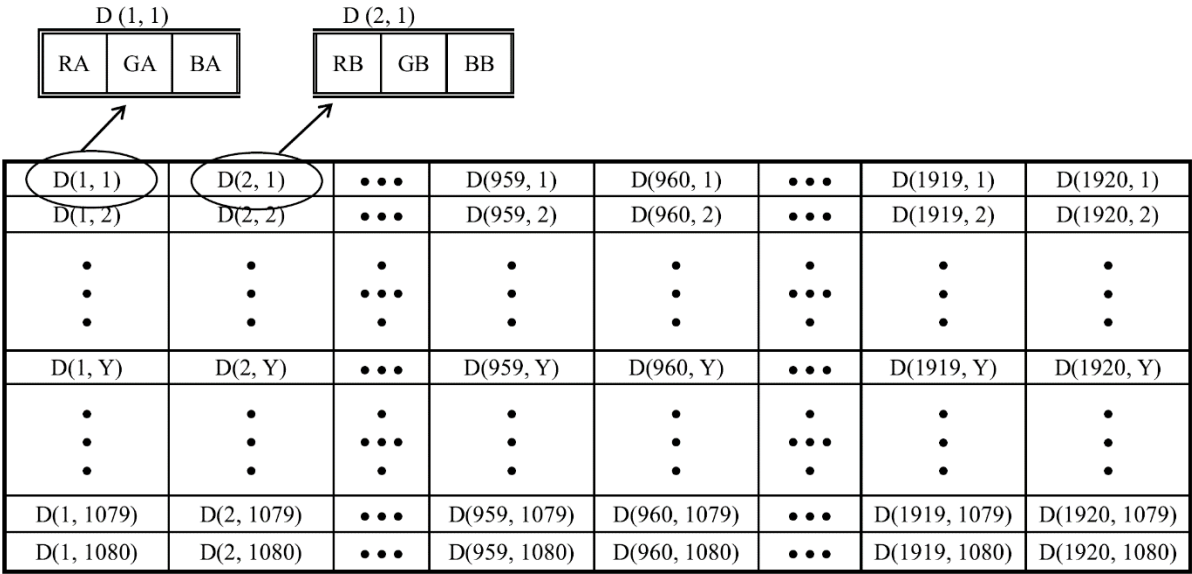 D (1, 1) D (2, 1)
RA GA BA RB GB BB
D(1, 1) D(2, 1) ••• D(959, 1) D(960, 1) ••• D(1919, 1) D(1920, 1)
D(1, 2) D(2, 2) ••• D(959, 2) D(960, 2) ••• D(1919, 2) D(1920, 2)
D(1, Y) D(2, Y) ••• D(959, Y) D(960, Y) ••• D(1919, Y) D(1920, Y)
D(1, 1079) D(2, 1079) ••• D(959, 1079) D(960, 1079) ••• D(1919, 1079) D(1920, 1079)
D(1, 1080) D(2, 1080) ••• D(959, 1080) D(960, 1080) ••• D(1919, 1080) D(1920, 1080)